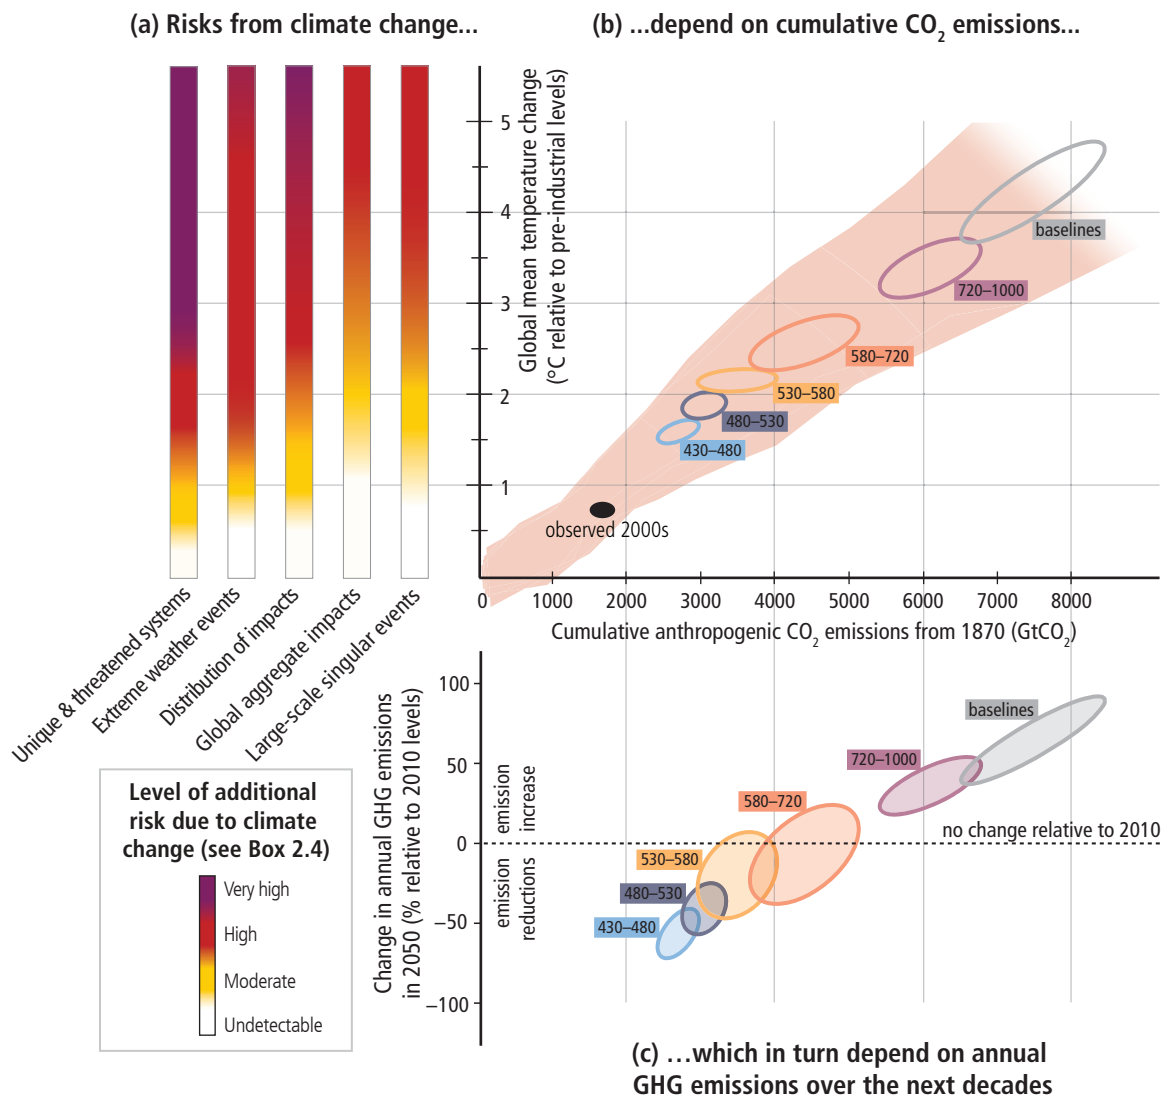 (a) Risks from climate change...
(b) ...depend on cumulative CO2 emissions...
Global mean temperature change
(°C relative to pre-industrial levels)
5
4
3
2
1
baselines
720–1000
580–720
530–580
480–530
430–480
observed 2000s
0
1000
2000
3000
4000
5000
6000
7000
8000
Cumulative anthropogenic CO2 emissions from 1870 (GtCO2)
Unique & threatened systems
Extreme weather events
Distribution of impacts
Global aggregate impacts
Large-scale singular events
Level of additional
risk due to climate
change (see Box 2.4)
Very high
High
Moderate
Undetectable
Change in annual GHG emissions
in 2050 (% relative to 2010 levels)
100
50
0
−50
−100
emission
increase
emission
reductions
baselines
720–1000
580–720
no change relative to 2010
530–580
480–530
430–480
(c) ...which in turn depend on annual
GHG emissions over the next decades